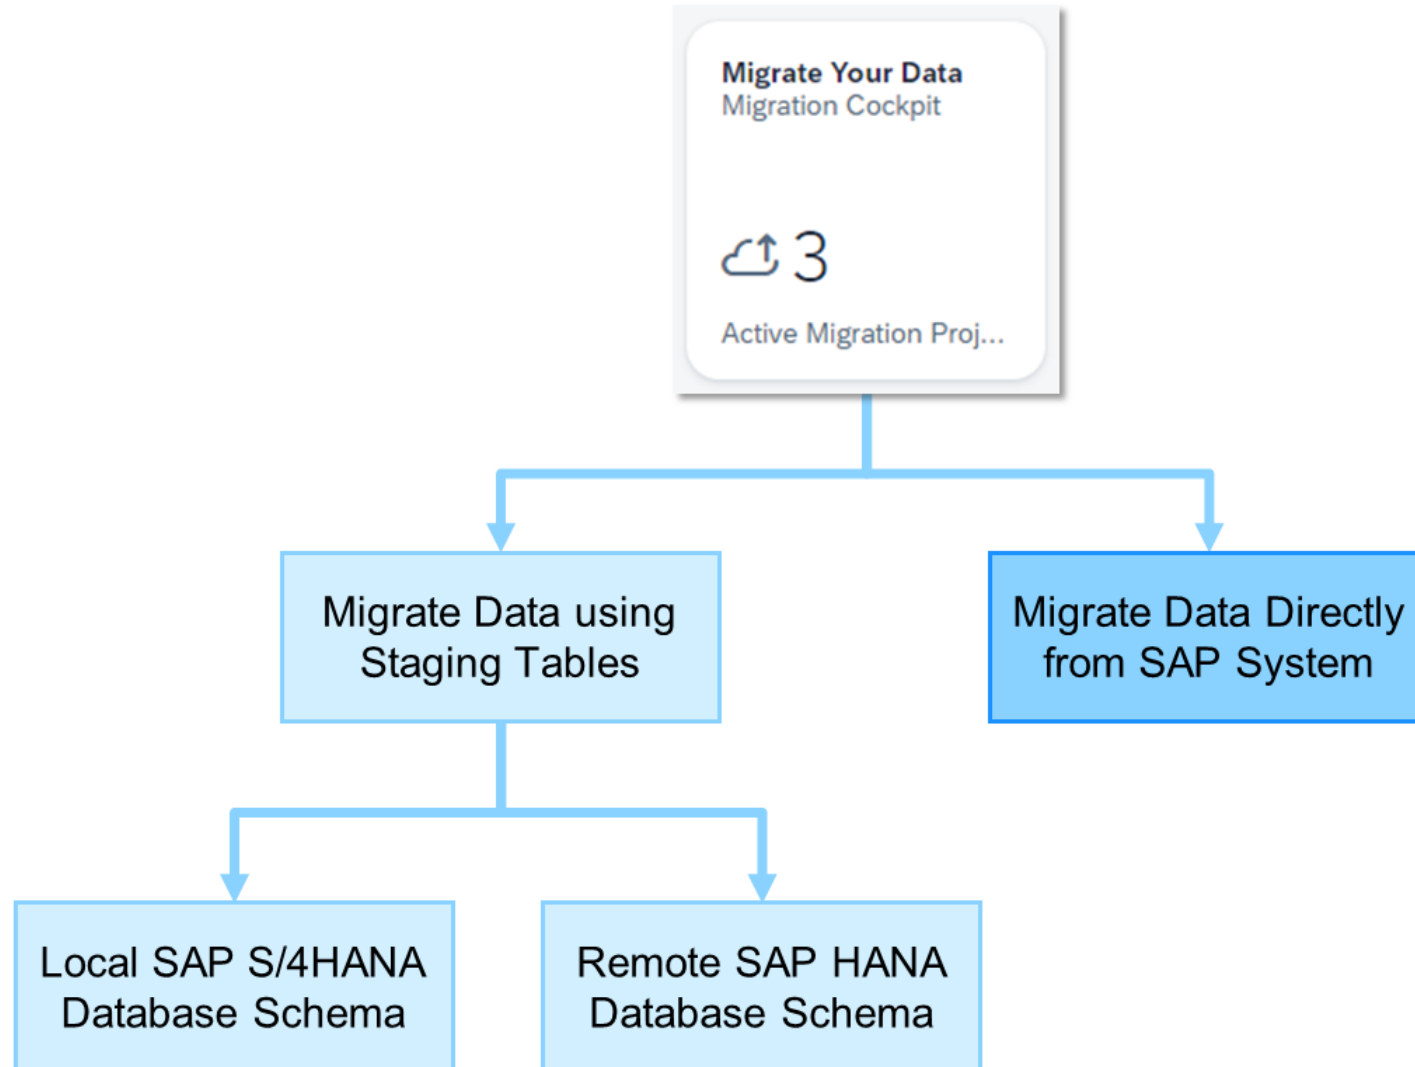 Migrate Your Data
Migration Cockpit
3
Active Migration Proj...
Migrate Data using
Staging Tables
Migrate Data Directly
from SAP System
Local SAP S/4HANA
Database Schema
Remote SAP HANA
Database Schema